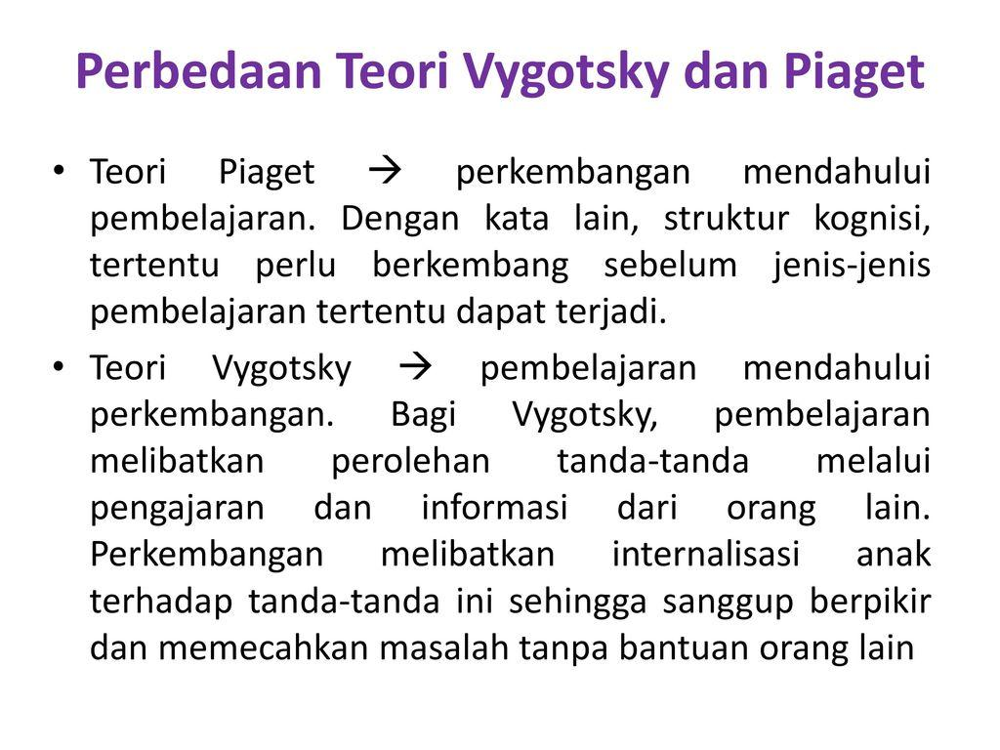 Perbedaan Teori Vygotsky dan Piaget
• Teori Piaget → perkembangan mendahului
pembelajaran. Dengan kata lain, struktur kognisi,
tertentu perlu berkembang sebelum jenis-jenis
pembelajaran tertentu dapat terjadi.
• Teori Vygotsky → pembelajaran mendahului
perkembangan. Bagi Vygotsky, pembelajaran
melibatkan perolehan tanda-tanda melalui
pengajaran dan informasi dari orang lain.
Perkembangan melibatkan internalisasi anak
terhadap tanda-tanda ini sehingga sanggup berpikir
dan memecahkan masalah tanpa bantuan orang lain